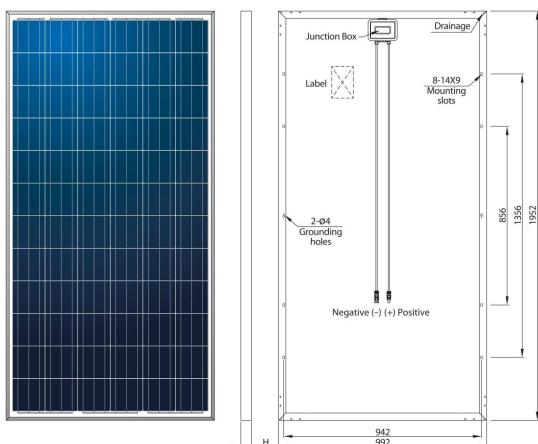 Junction Box
Drainage
Label
8-14X9
Mounting
slots
856
1356
1952
2-Ø4
Grounding
holes
Negative (–) (+) Positive
942
H
992